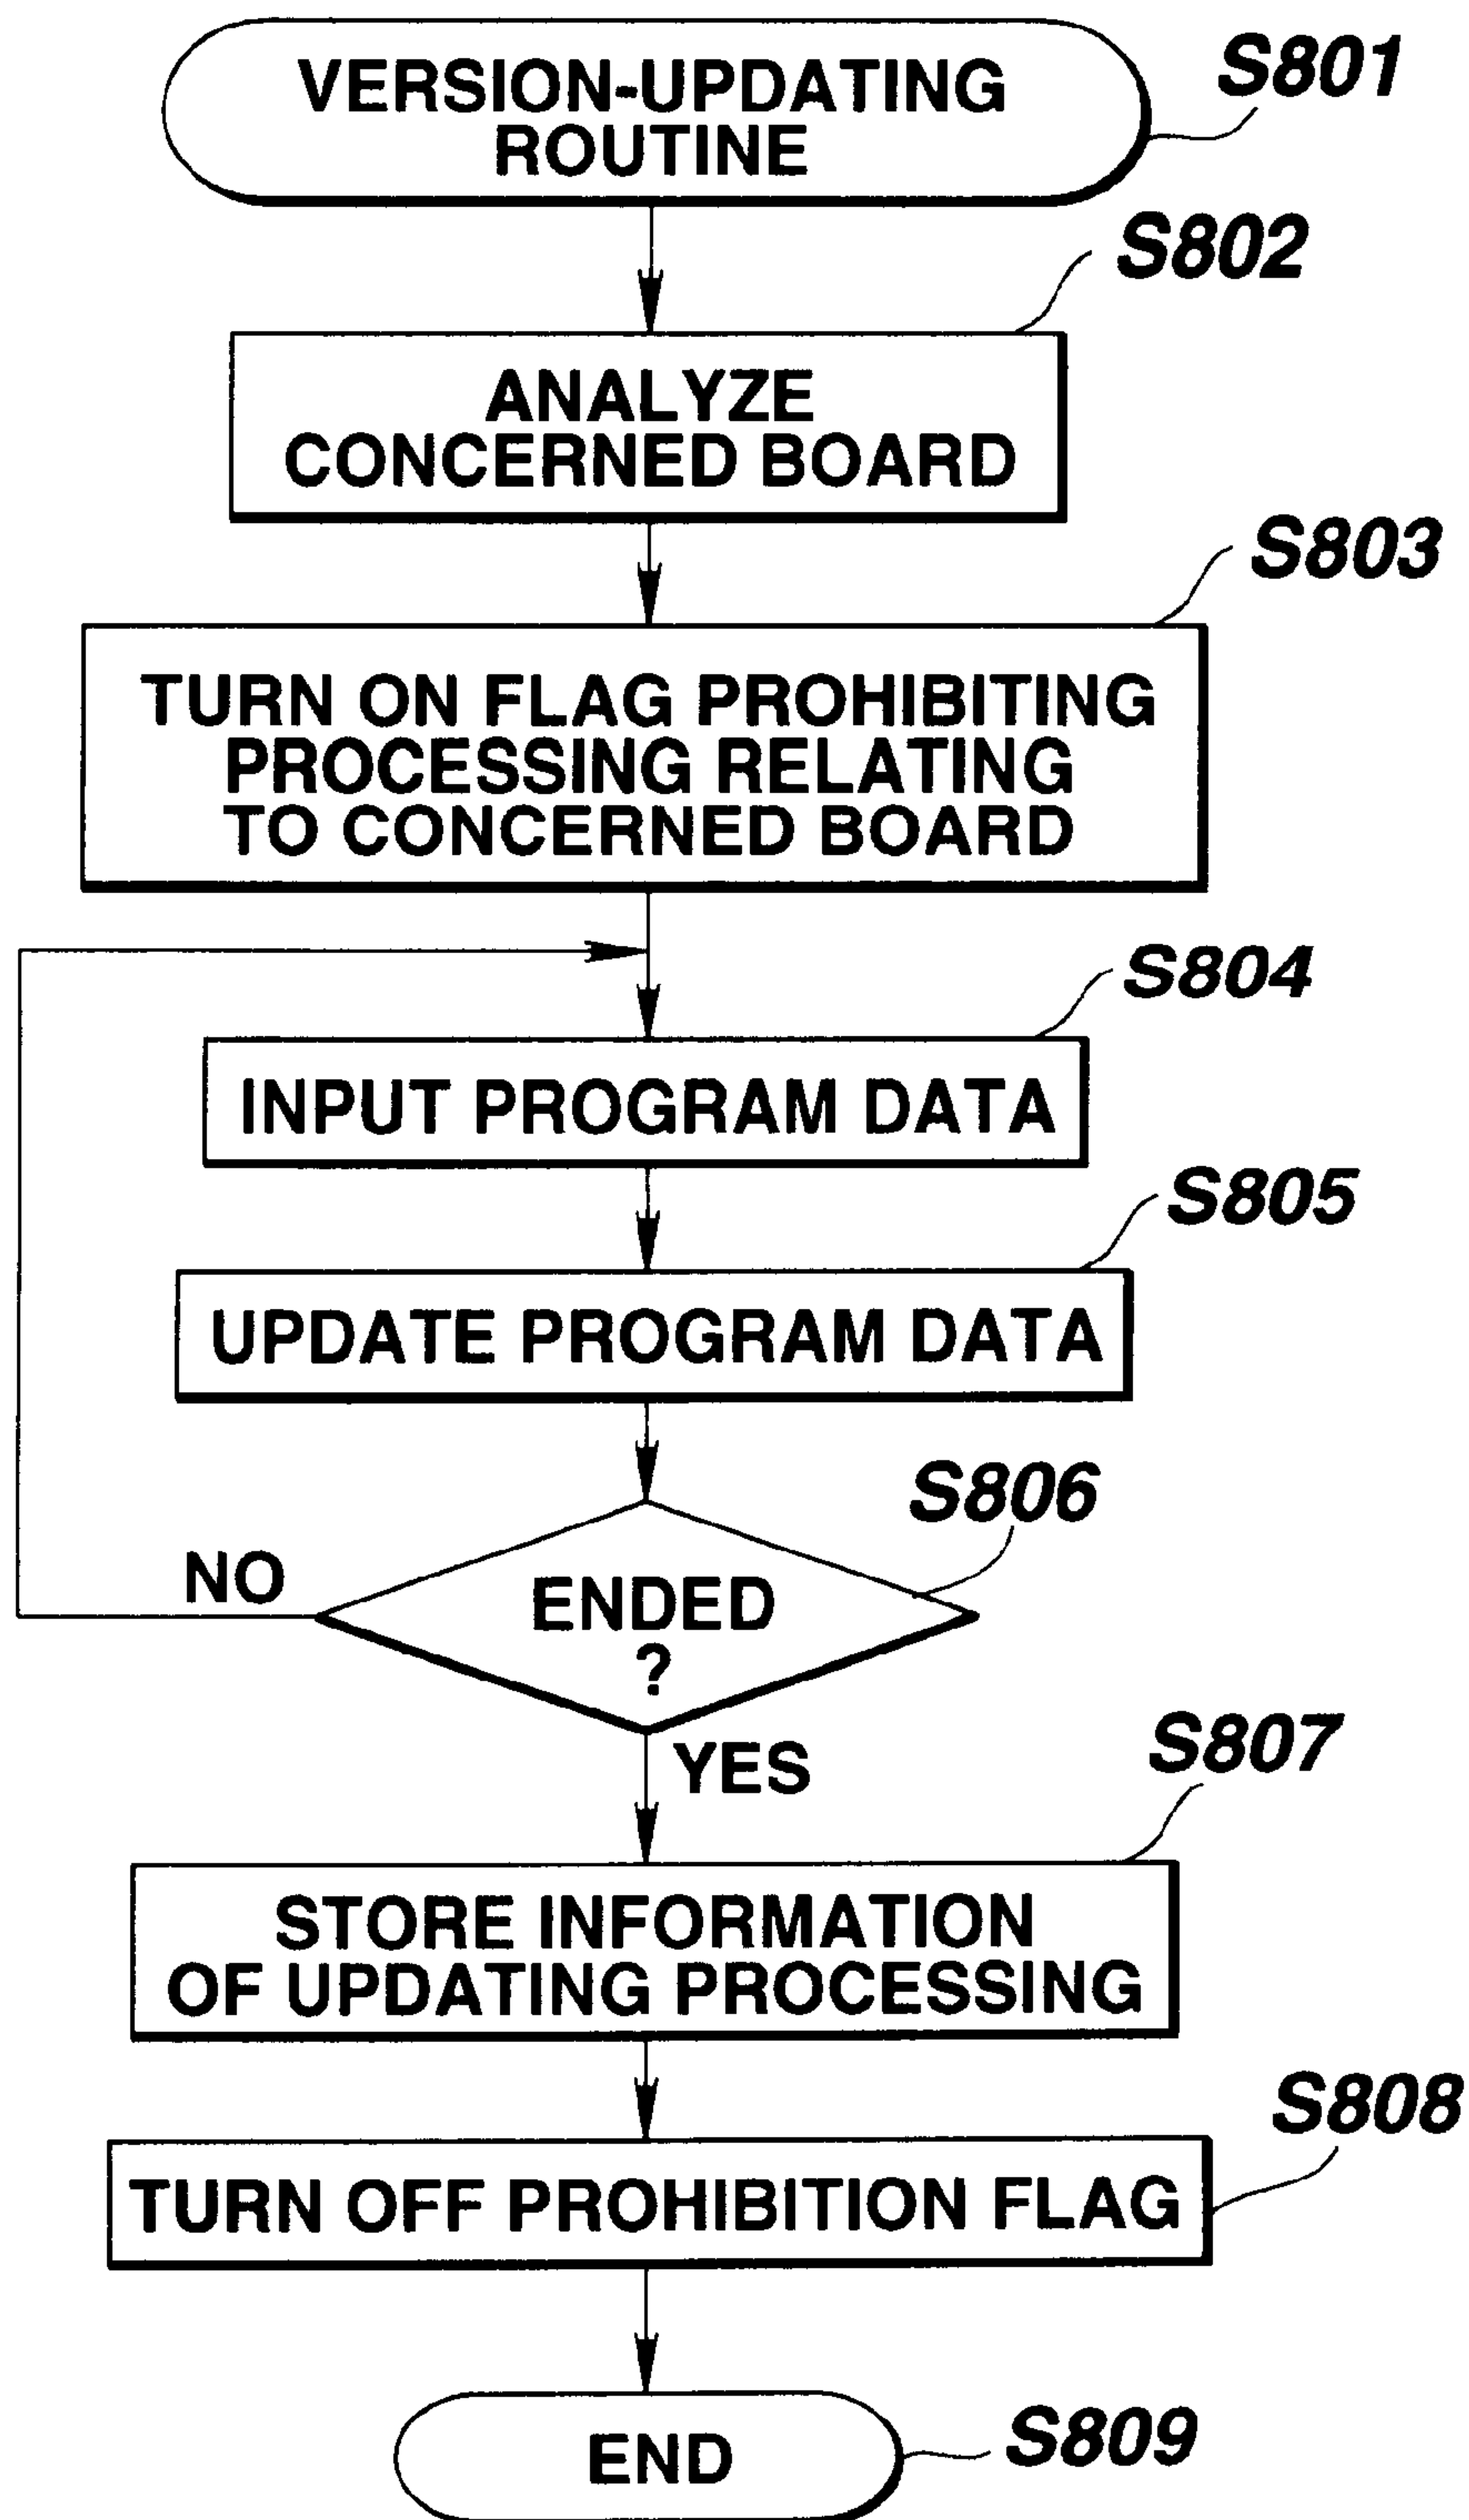 VERSION-UPDATING
ROUTINE
S801
S802
ANALYZE
CONCERNED BOARD
S803
TURN ON FLAG PROHIBITING
PROCESSING RELATING
TO CONCERNED BOARD
S804
INPUT PROGRAM DATA
S805
UPDATE PROGRAM DATA
S806
NO
ENDED
?
YES
S807
STORE INFORMATION
OF UPDATING PROCESSING
S808
TURN OFF PROHIBITION FLAG
END
S809